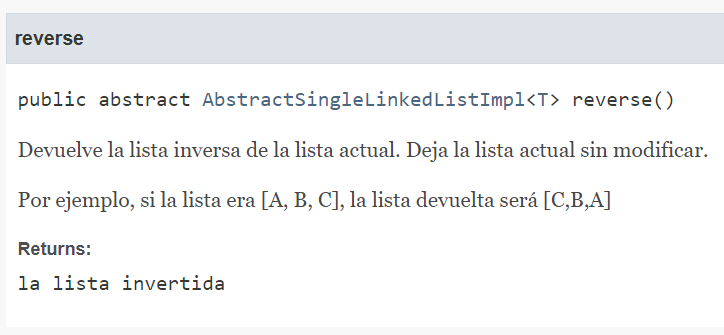 reverse
public abstract AbstractSingleLinkedListImpl<T> reverse()
Devuelve la lista inversa de la lista actual. Deja la lista actual sin modificar.
Por ejemplo, si la lista era [A, B, C], la lista devuelta será [C,B,A]
Returns:
la lista invertida